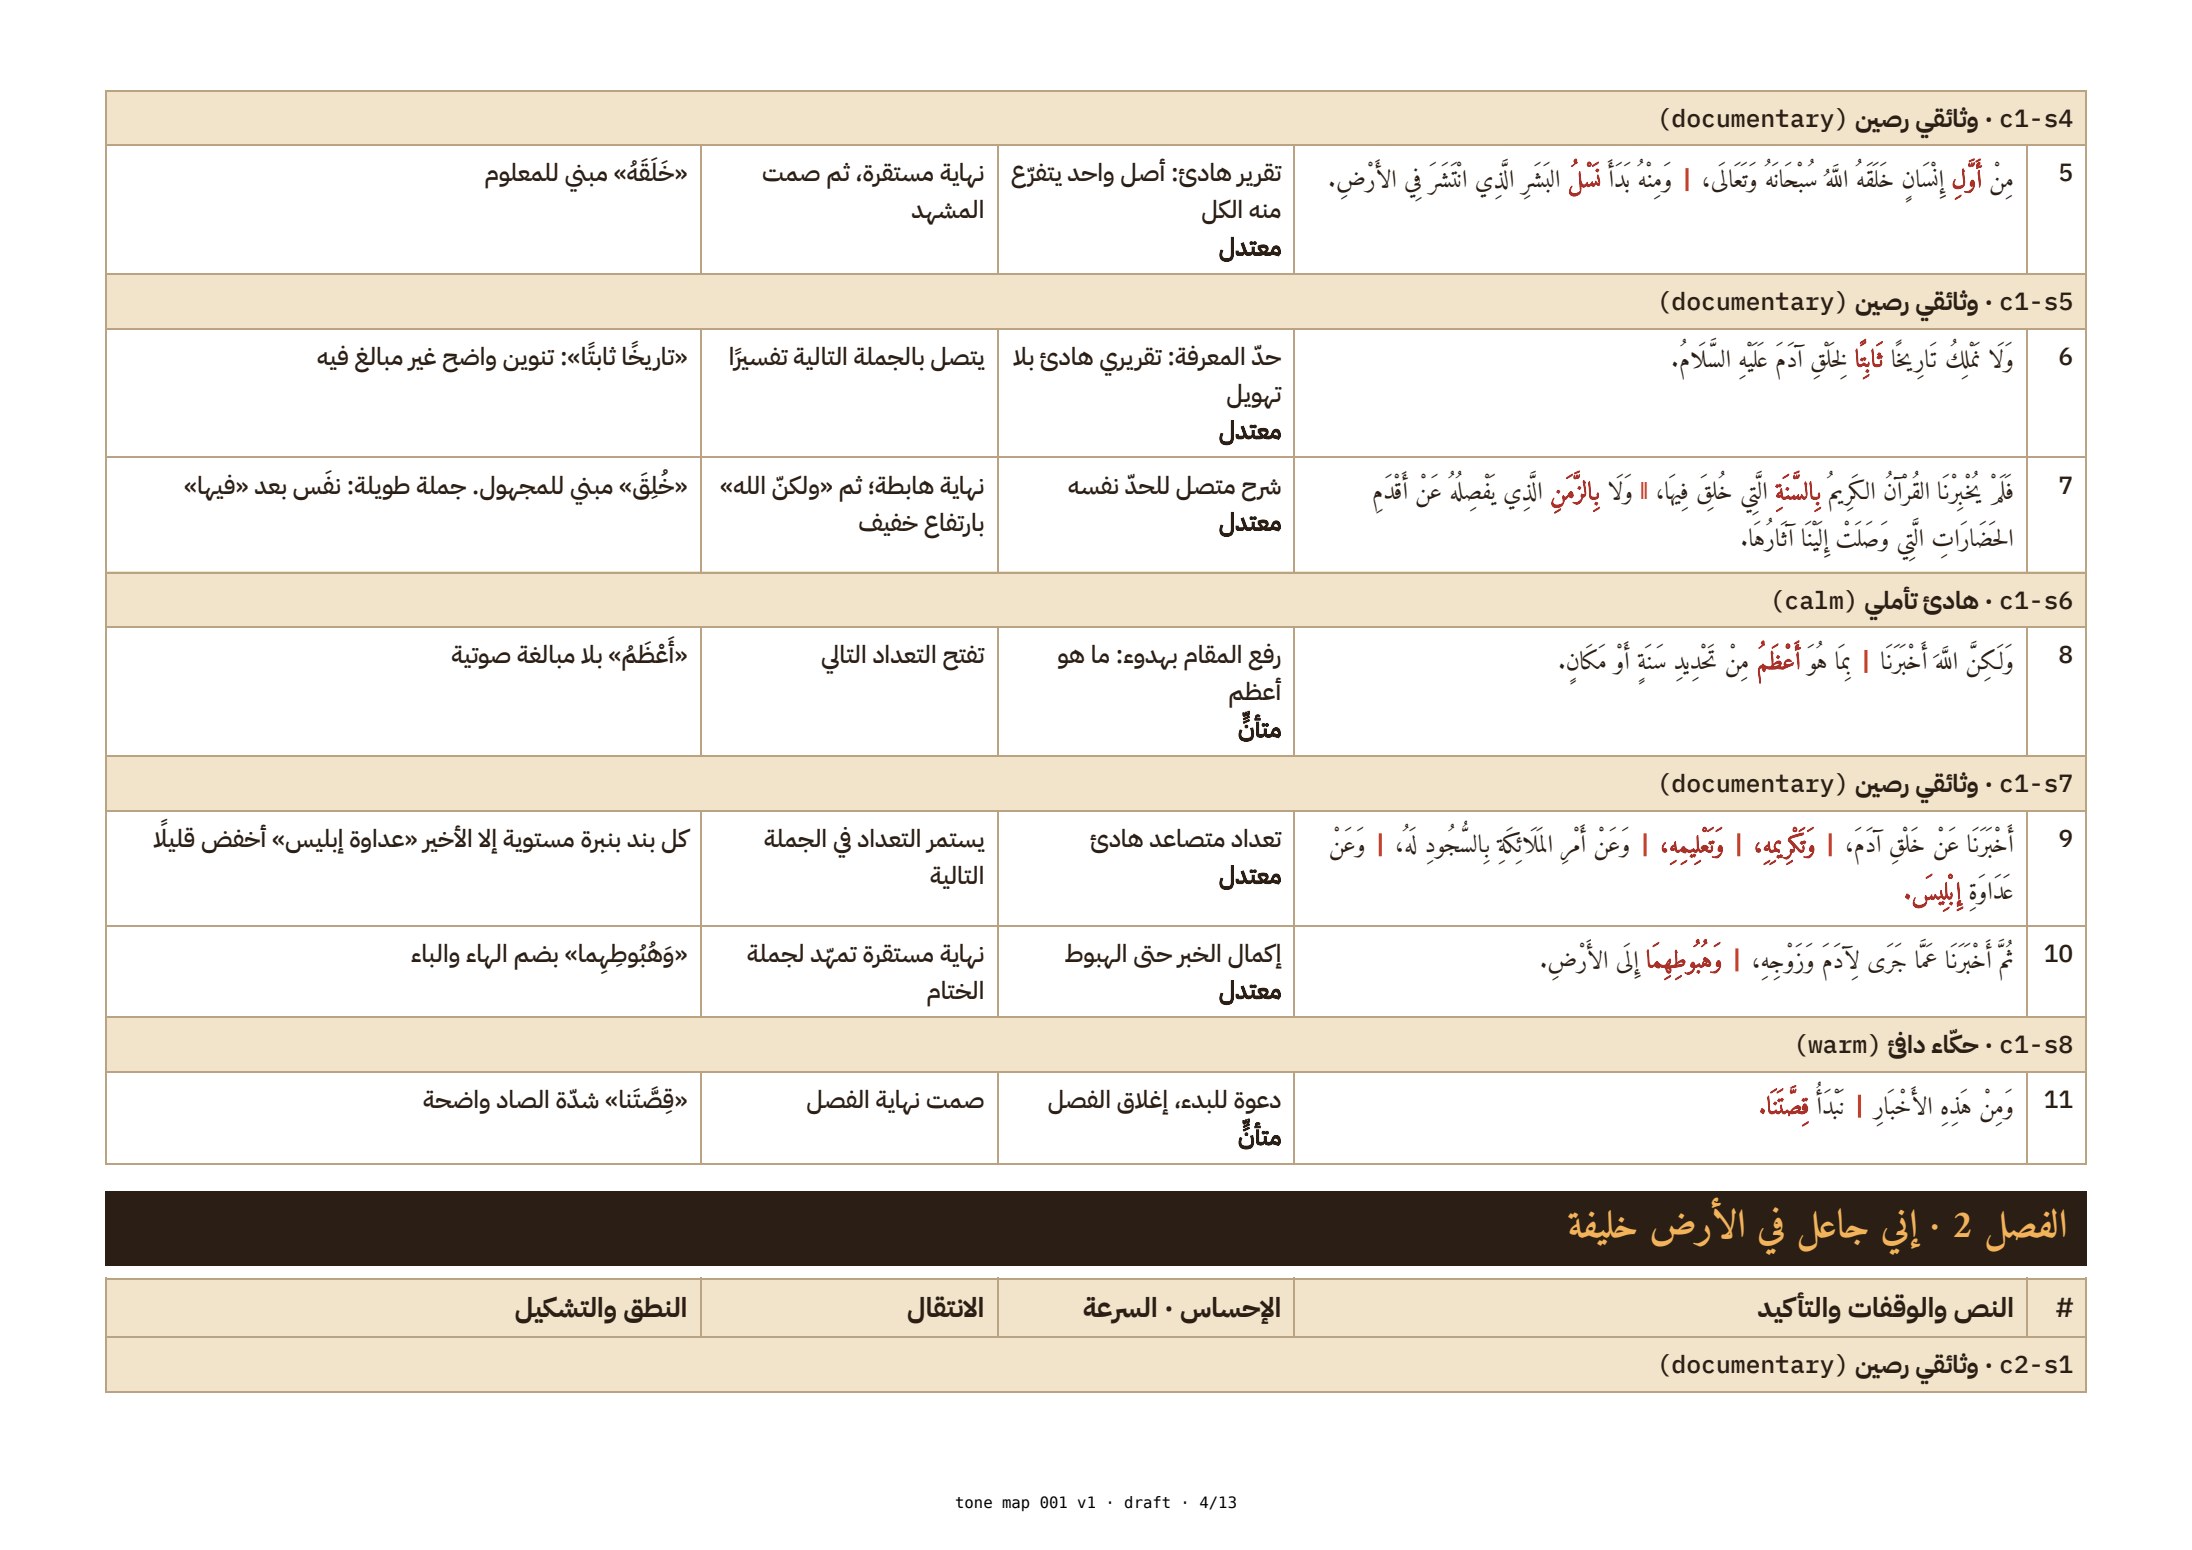 c1-s4 · وثائقي رصين (documentary)
5
مِنْ أَوَّلِ إِنْسَانٍ خَلَقَهُ اللَّهُ سُبْحَانَهُ وَتَعَالَى، | وَمِنْهُ بَدَأَ نَسْلُ البَشَرِ الَّذِي انْتَشَرَ فِي الأَرْضِ.
تقرير هادئ: أصل واحد يتفرّع
منه الكل
معتدل
نهاية مستقرة، ثم صمت
المشهد
«خَلَقَهُ» مبني للمعلوم
c1-s5 · وثائقي رصين (documentary)
6
وَلَا نَمْلِكُ تَارِيخًا ثَابِتًا لِخَلْقِ آدَمَ عَلَيْهِ السَّلَامُ.
حدّ المعرفة: تقريري هادئ بلا
تهويل
معتدل
يتصل بالجملة التالية تفسيرًا
«تاريخًا ثابتًا»: تنوين واضح غير مبالغ فيه
7
فَلَمْ يُخْبِرْنَا القُرْآنُ الكَرِيمُ بِالسَّنَةِ الَّتِي خُلِقَ فِيهَا، ‖ وَلَا بِالزَّمَنِ الَّذِي يَفْصِلُهُ عَنْ أَقْدَمِ
الحَضَارَاتِ الَّتِي وَصَلَتْ إِلَيْنَا آثَارُهَا.
شرح متصل للحدّ نفسه
معتدل
نهاية هابطة؛ ثم «ولكنّ الله»
بارتفاع خفيف
«خُلِقَ» مبني للمجهول. جملة طويلة: نفَس بعد «فيها»
c1-s6 · هادئ تأملي (calm)
8
وَلَكِنَّ اللَّهَ أَخْبَرَنَا | بِمَا هُوَ أَعْظَمُ مِنْ تَحْدِيدِ سَنَةٍ أَوْ مَكَانٍ.
رفع المقام بهدوء: ما هو
أعظم
متأنٍّ
تفتح التعداد التالي
«أَعْظَمُ» بلا مبالغة صوتية
c1-s7 · وثائقي رصين (documentary)
9
أَخْبَرَنَا عَنْ خَلْقِ آدَمَ، | وَتَكْرِيمِهِ، | وَتَعْلِيمِهِ، | وَعَنْ أَمْرِ المَلَائِكَةِ بِالسُّجُودِ لَهُ، | وَعَنْ
عَدَاوَةِ إِبْلِيسَ.
تعداد متصاعد هادئ
معتدل
يستمر التعداد في الجملة
التالية
كل بند بنبرة مستوية إلا الأخير «عداوة إبليس» أخفض قليلًا
10
ثُمَّ أَخْبَرَنَا عَمَّا جَرَى لِآدَمَ وَزَوْجِهِ، | وَهُبُوطِهِمَا إِلَى الأَرْضِ.
إكمال الخبر حتى الهبوط
معتدل
نهاية مستقرة تمهّد لجملة
الختام
«وَهُبُوطِهِما» بضم الهاء والباء
c1-s8 · حكّاء دافئ (warm)
11
وَمِنْ هَذِهِ الأَخْبَارِ | نَبْدَأُ قِصَّتَنَا.
دعوة للبدء، إغلاق الفصل
متأنٍّ
صمت نهاية الفصل
«قِصَّتَنا» شدّة الصاد واضحة
الفصل 2 · إني جاعل في الأرض خليفة
#
النص والوقفات والتأكيد
الإحساس · السرعة
الانتقال
النطق والتشكيل
c2-s1 · وثائقي رصين (documentary)
tone map 001 v1 · draft · 4/13